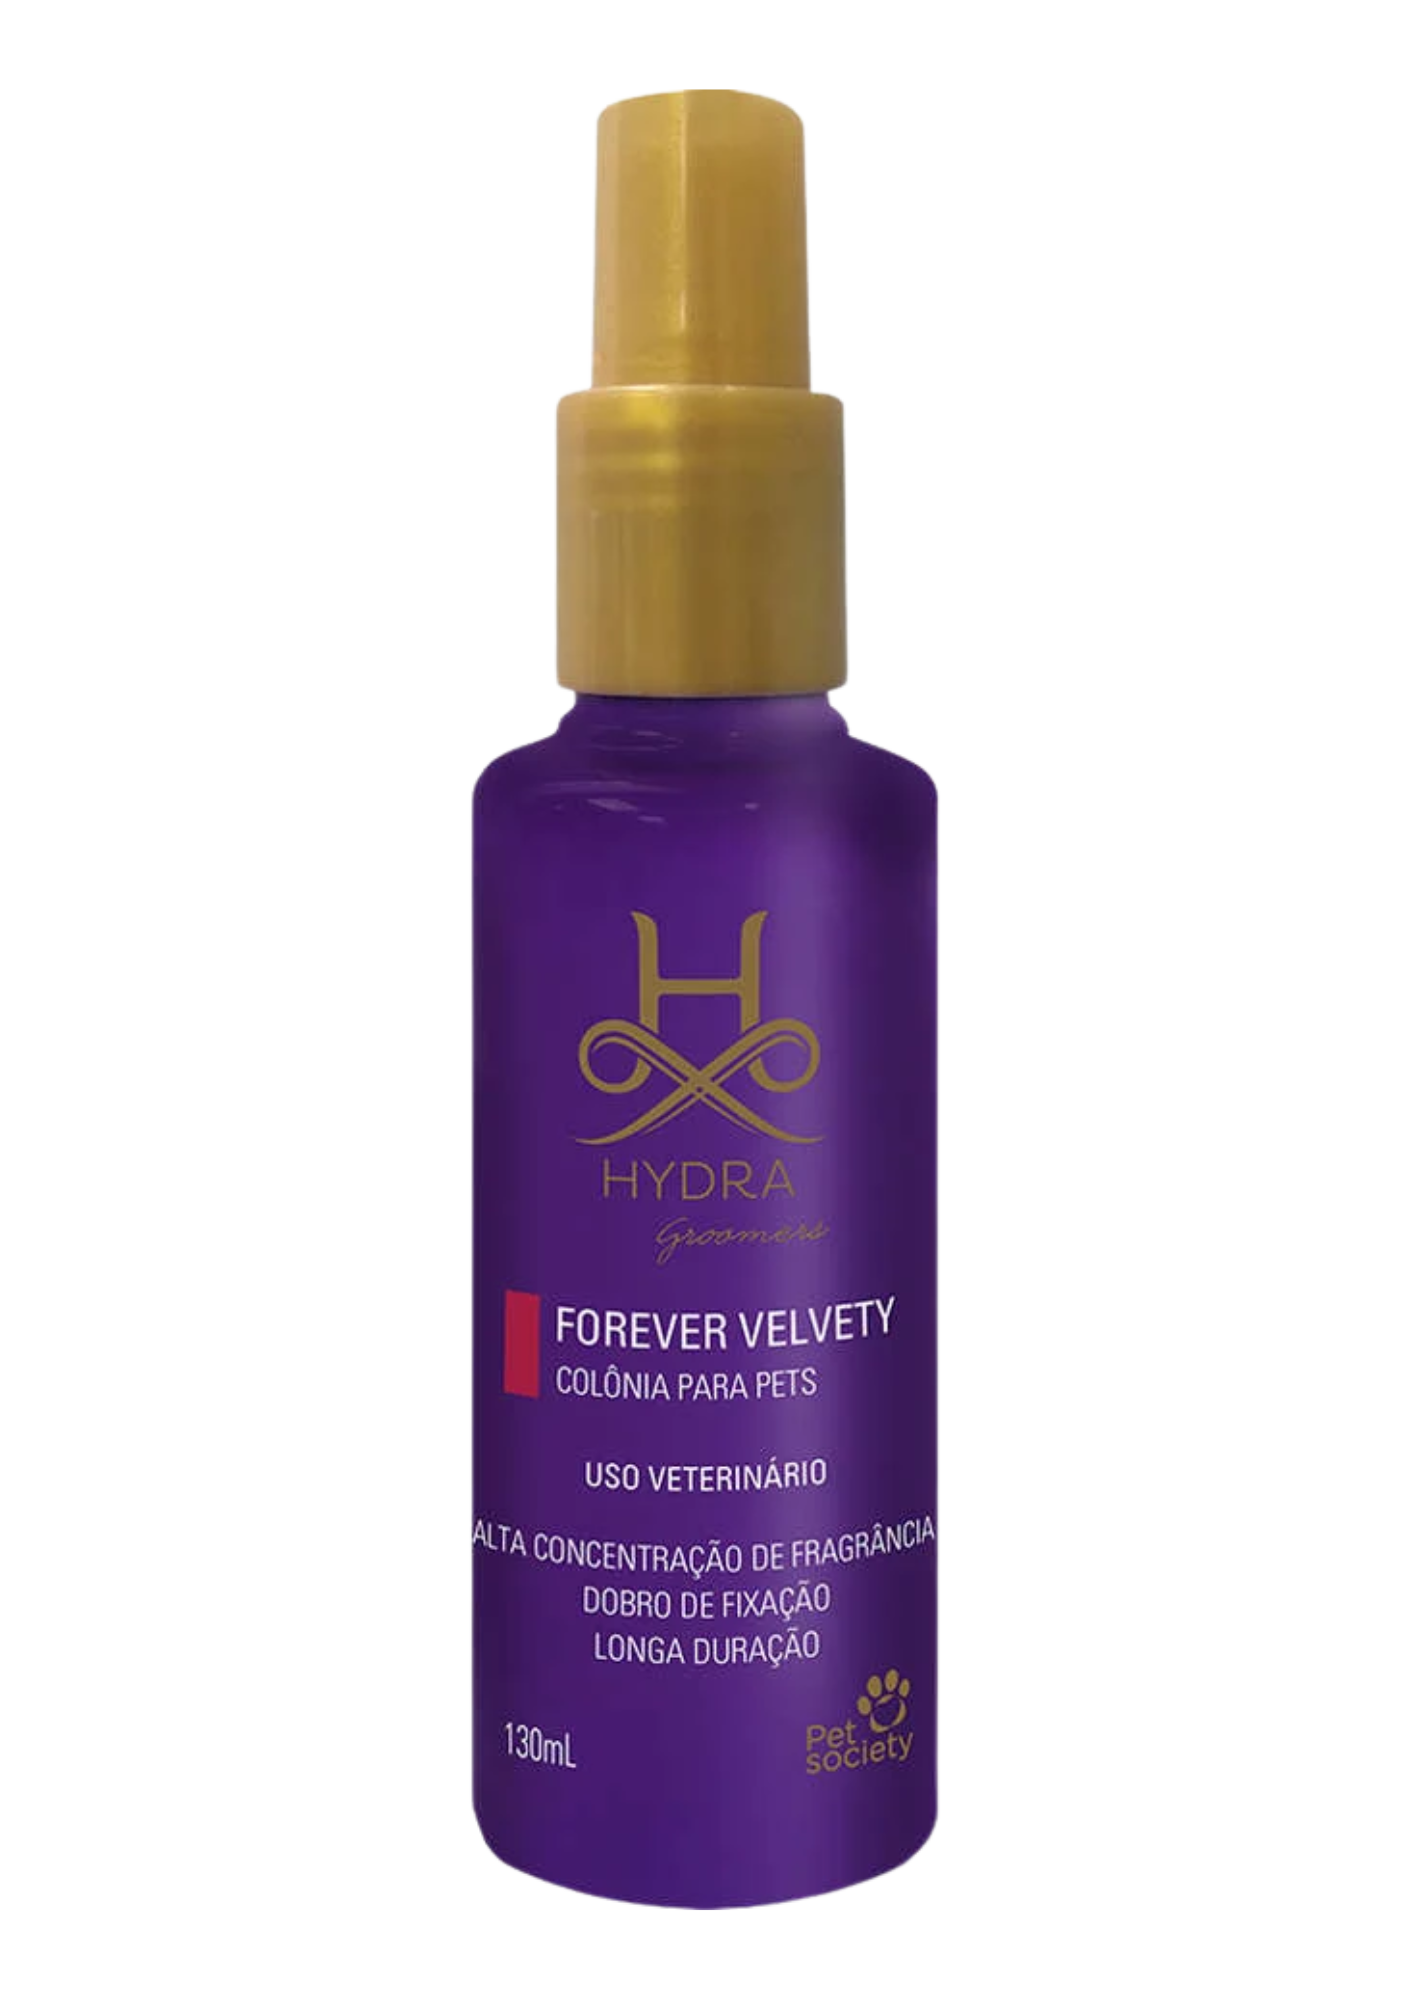 H
HYDRA
Groomers
FOREVER VELVETY
COLÔNIA PARA PETS
USO VETERINÁRIO
ALTA CONCENTRAÇÃO DE FRAGRÂNCIA
DOBRO DE FIXAÇÃO
LONGA DURAÇÃO
130mL
Pet
society